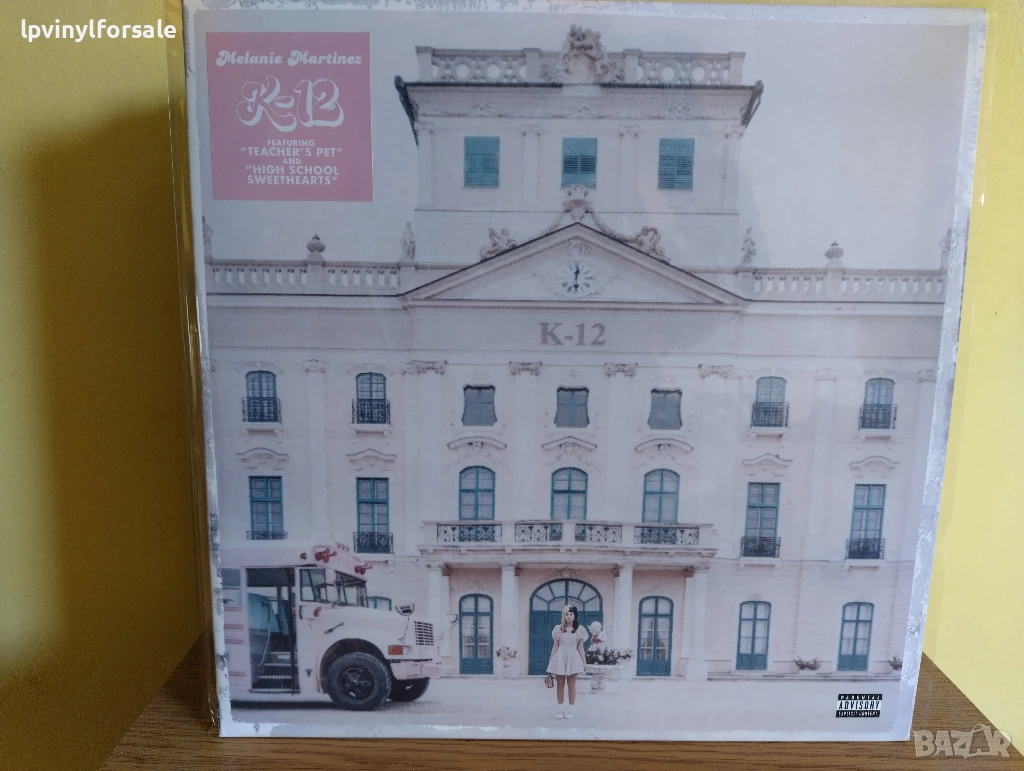 lpvinylforsale
Melanie Martinez
K-12
FEATURING
"TEACHER'S PET"
AND
"HIGH SCHOOL
SWEETHEARTS"
K-12
PARENTAL
ADVISORY
EXPLICIT CONTENT
BAZAR